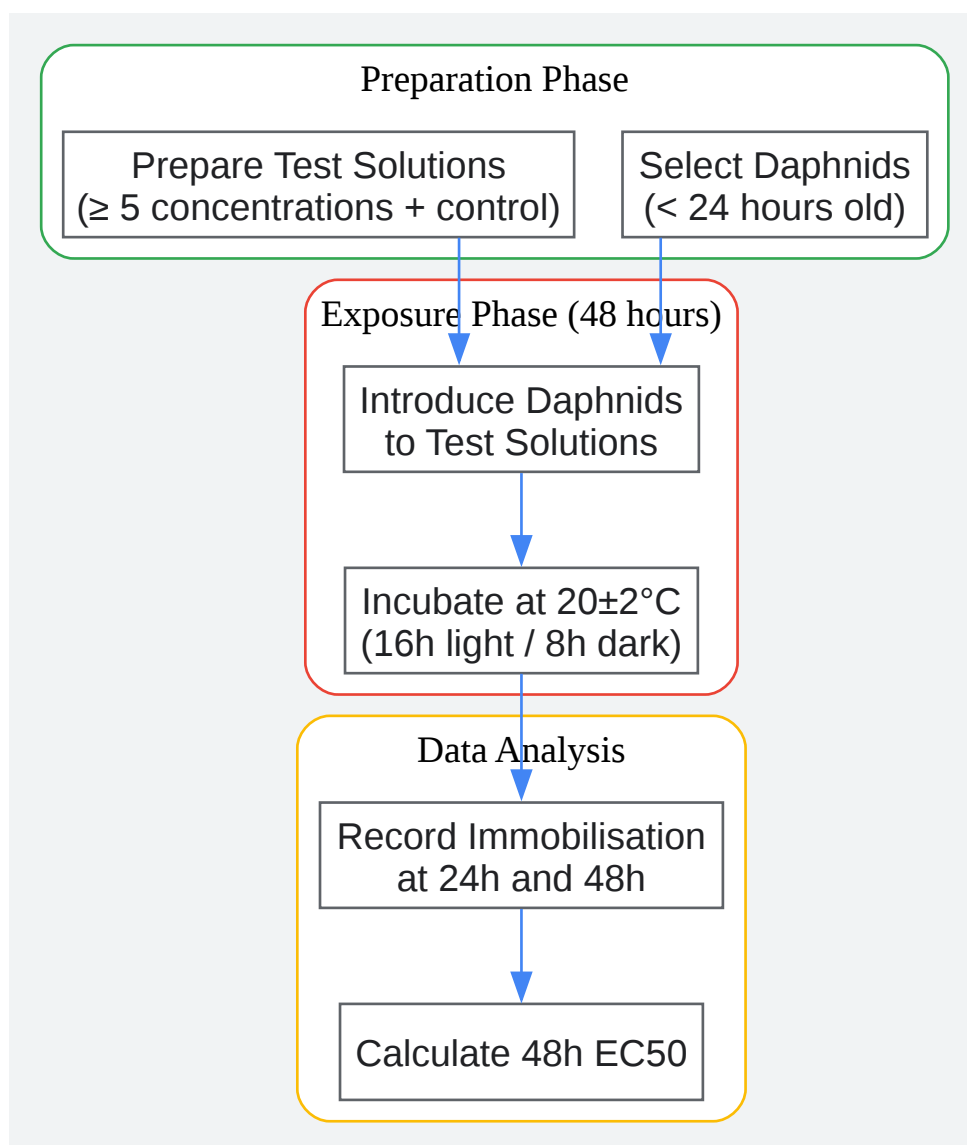 Preparation Phase
Prepare Test Solutions
(≥ 5 concentrations + control)
Select Daphnids
(< 24 hours old)
Exposure Phase (48 hours)
Introduce Daphnids
to Test Solutions
Incubate at 20±2°C
(16h light / 8h dark)
Data Analysis
Record Immobilisation
at 24h and 48h
Calculate 48h EC50